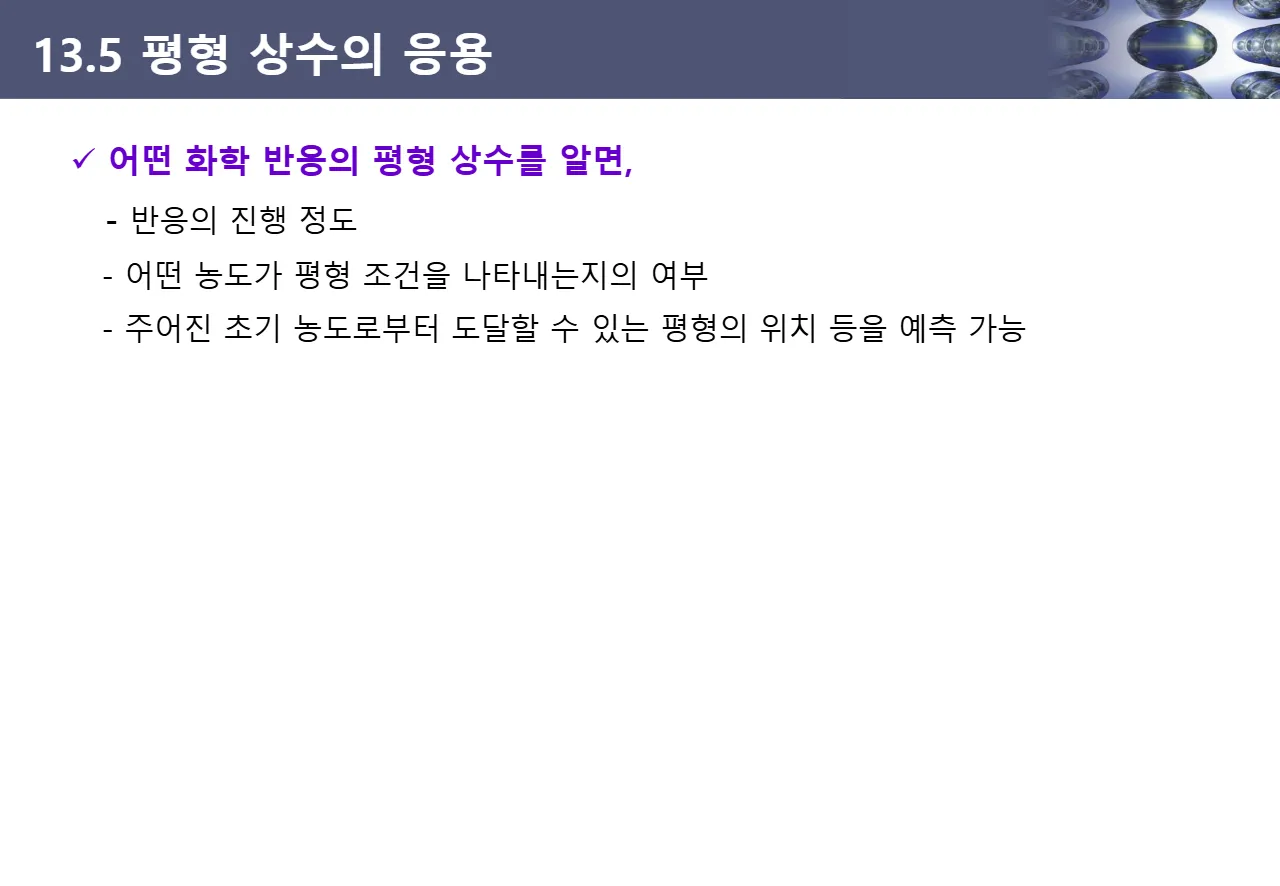 13.5 평형 상수의 응용
✓ 어떤 화학 반응의 평형 상수를 알면,
- 반응의 진행 정도
- 어떤 농도가 평형 조건을 나타내는지의 여부
- 주어진 초기 농도로부터 도달할 수 있는 평형의 위치 등을 예측 가능